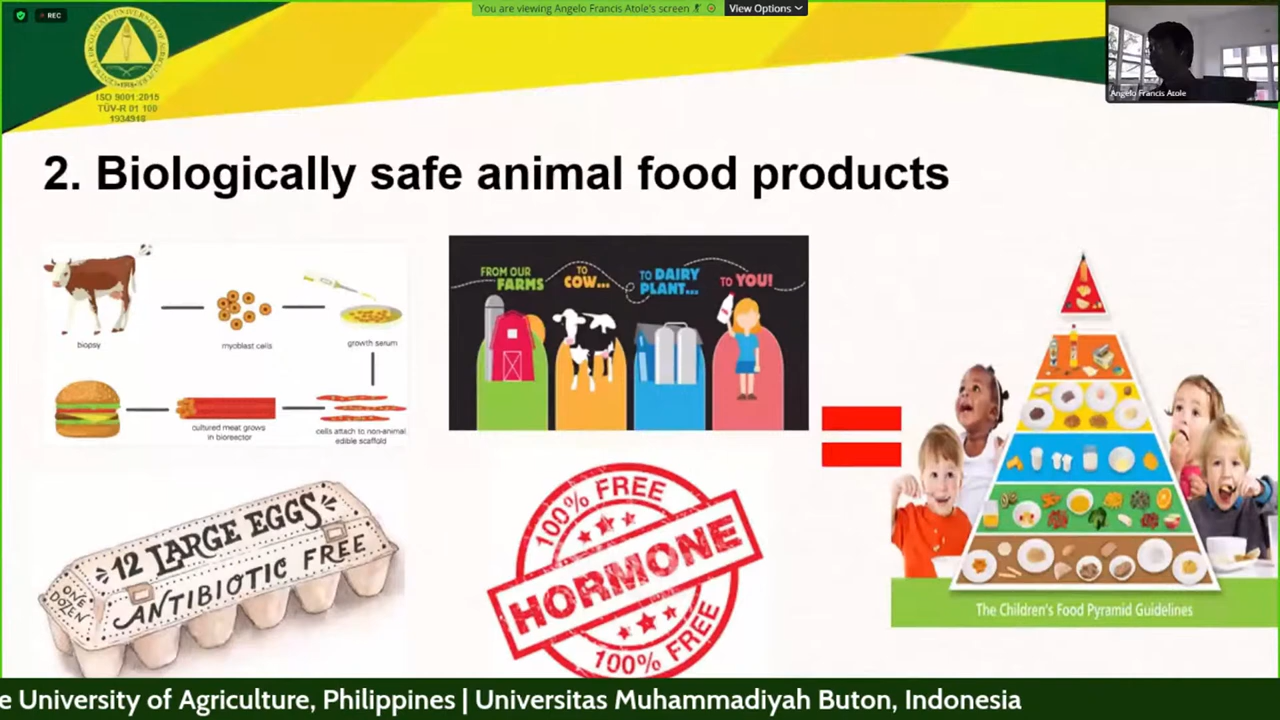 REC
You are viewing Angelo Francis Atole's screen
View Options
Angelo Francis Atole
ISO 9001:2015
TÜV-R 01 100
1934918
2. Biologically safe animal food products
biopsy
myoblast cells
growth serum
cultured meat grows
in bioreactor
cells attach to non-animal
edible scaffold
FROM OUR
FARMS
TO
COW...
TO DAIRY
PLANT...
TO YOU!
12 LARGE EGGS
ANTIBIOTIC FREE
ONE
DOZEN
100% FREE
HORMONE
100% FREE
The Children's Food Pyramid Guidelines
e University of Agriculture, Philippines | Universitas Muhammadiyah Buton, Indonesia